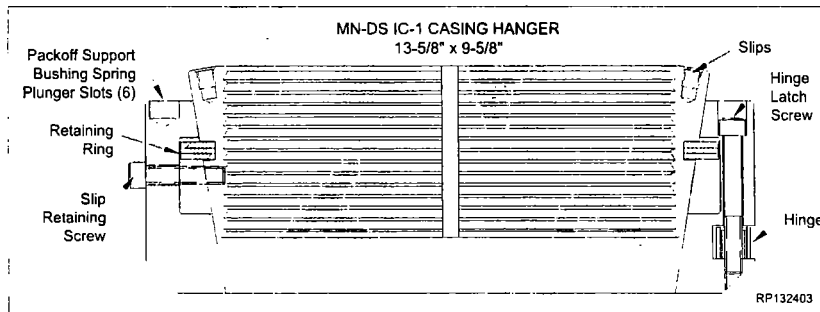 MN-DS IC-1 CASING HANGER
13-5/8" x 9-5/8"
Packoff Support
Bushing Spring
Plunger Slots (6)
Retaining
Ring
Slip
Retaining
Screw
Slips
Hinge
Latch
Screw
Hinge
RP132403